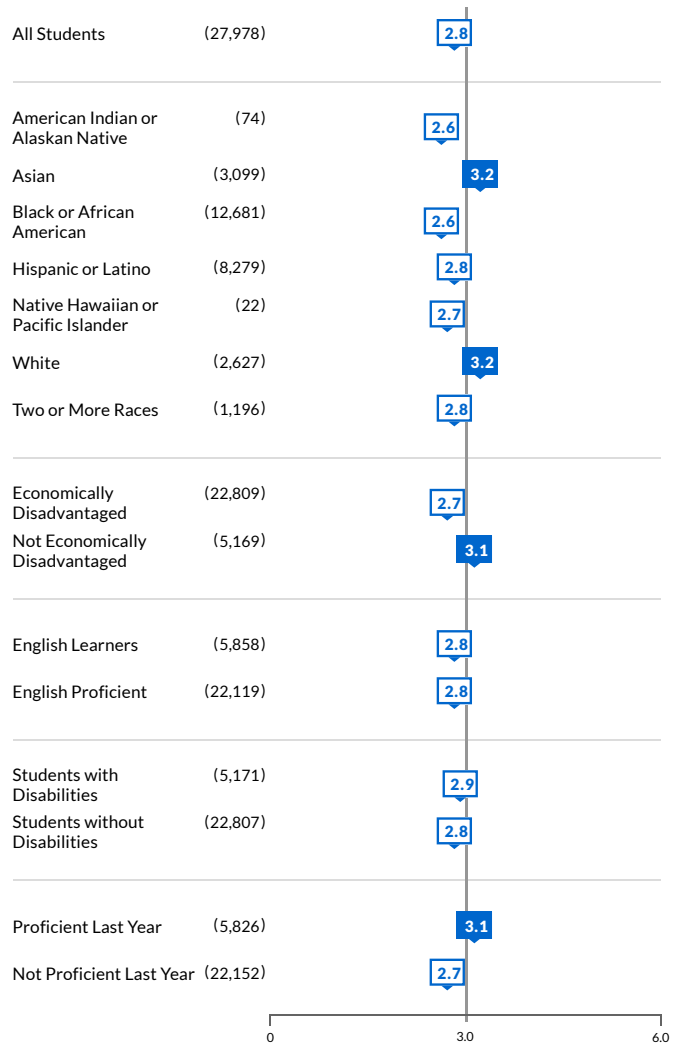 All Students (27,978) 2.8
American Indian or
Alaskan Native (74) 2.6
Asian (3,099) 3.2
Black or African
American (12,681) 2.6
Hispanic or Latino (8,279) 2.8
Native Hawaiian or
Pacific Islander (22) 2.7
White (2,627) 3.2
Two or More Races (1,196) 2.8
Economically
Disadvantaged (22,809) 2.7
Not Economically
Disadvantaged (5,169) 3.1
English Learners (5,858) 2.8
English Proficient (22,119) 2.8
Students with
Disabilities (5,171) 2.9
Students without
Disabilities (22,807) 2.8
Proficient Last Year (5,826) 3.1
Not Proficient Last Year (22,152) 2.7
0 3.0 6.0